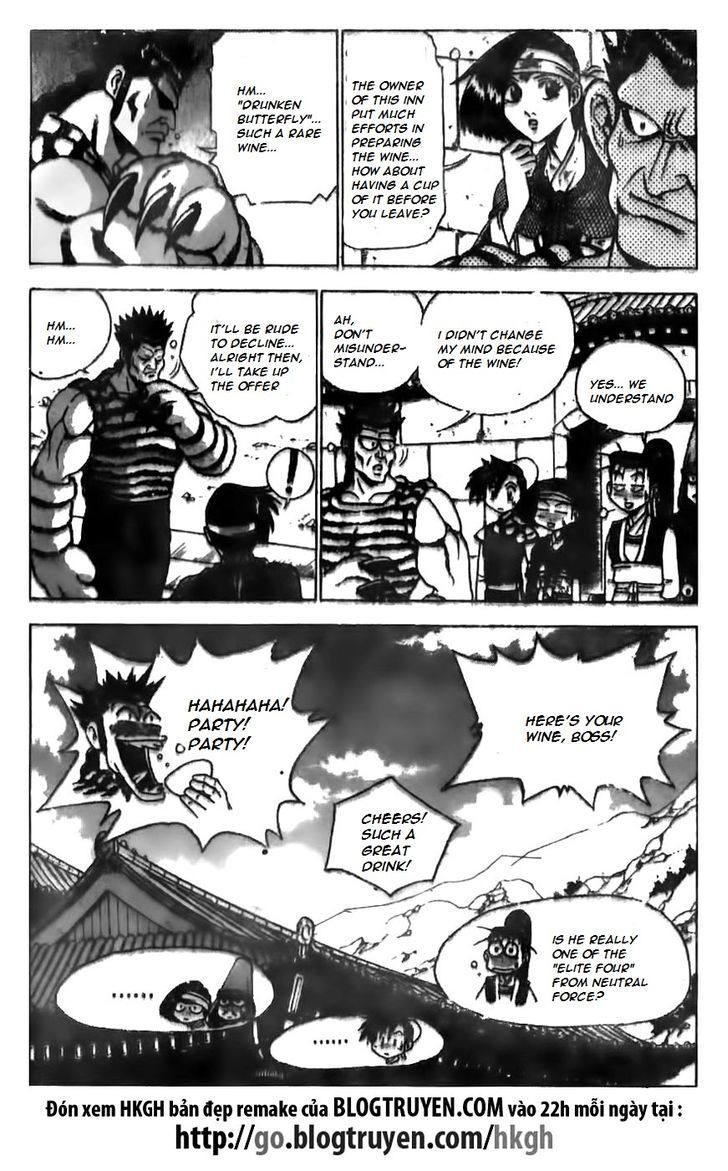 HM...
"DRUNKEN
BUTTERFLY"...
SUCH A RARE
WINE...
THE OWNER
OF THIS INN
PUT MUCH
EFFORTS IN
PREPARING
THE WINE...
HOW ABOUT
HAVING A CUP
OF IT BEFORE
YOU LEAVE?
HM...
HM...
IT'LL BE RUDE
TO DECLINE...
ALRIGHT THEN,
I'LL TAKE UP
THE OFFER
!
AH,
DON'T
MISUNDER-
STAND...
I DIDN'T CHANGE
MY MIND BECAUSE
OF THE WINE!
YES... WE
UNDERSTAND
HAHAHAHA!
PARTY!
PARTY!
HERE'S YOUR
WINE, BOSS!
CHEERS!
SUCH A
GREAT
DRINK!
IS HE REALLY
ONE OF THE
"ELITE FOUR"
FROM NEUTRAL
FORCE?
......
......
Đón xem HKGH bản đẹp remake của BLOGTRUYEN.COM vào 22h mỗi ngày tại :
http://go.blogtruyen.com/hkgh